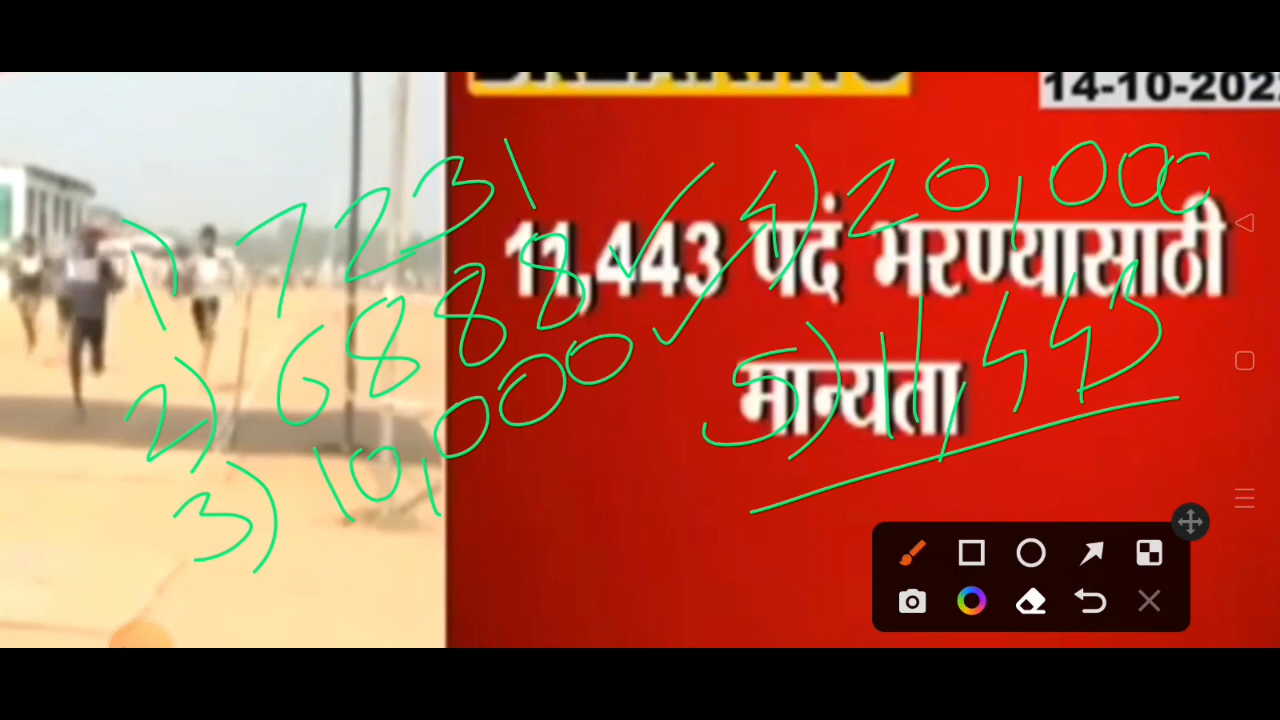 BREAKING
14-10-202
11,443 पदं भरण्यासाठी
मान्यता
1) 7231
2) 6888
3) 10,000
4) 20,000
5) 11,443